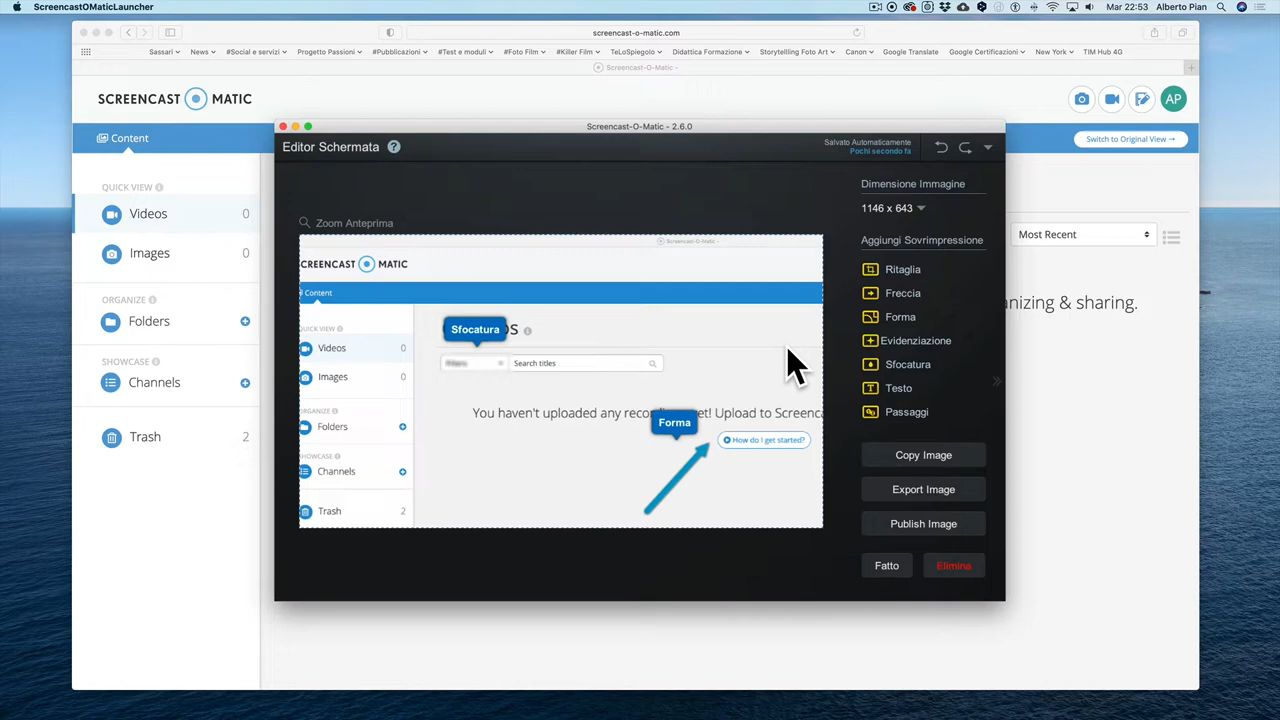 ScreencastOMaticLauncher
Mar 22:53
Alberto Pian
screencast-o-matic.com
Sassari
News
#Social e servizi
Progetto Passioni
#Pubblicazioni
#Test e moduli
#Foto Film
#Killer Film
TeLoSpiegolo
Didattica Formazione
Storytelling Foto Art
Canon
Google Translate
Google Certificazioni
New York
TIM Hub 4G
Screencast-O-Matic -
SCREENCAST MATIC
AP
Content
Switch to Original View →
QUICK VIEW
Videos 0
Images 0
ORGANIZE
Folders
SHOWCASE
Channels
Trash 2
Most Recent
nizing & sharing.
Screencast-O-Matic - 2.6.0
Editor Schermata ?
Salvato Automaticamente
Pochi secondo fa
Zoom Anteprima
Screencast-O-Matic -
CREENCAST MATIC
Content
QUICK VIEW
Videos 0
Images 0
ORGANIZE
Folders
SHOWCASE
Channels
Trash 2
Sfocatura
S
Search titles
You haven't uploaded any reco
et! Upload to Screenca
Forma
How do I get started?
Dimensione Immagine
1146 x 643
Aggiungi Sovrimpressione
Ritaglia
Freccia
Forma
Evidenziazione
Sfocatura
T Testo
Passaggi
Copy Image
Export Image
Publish Image
Fatto
Elimina